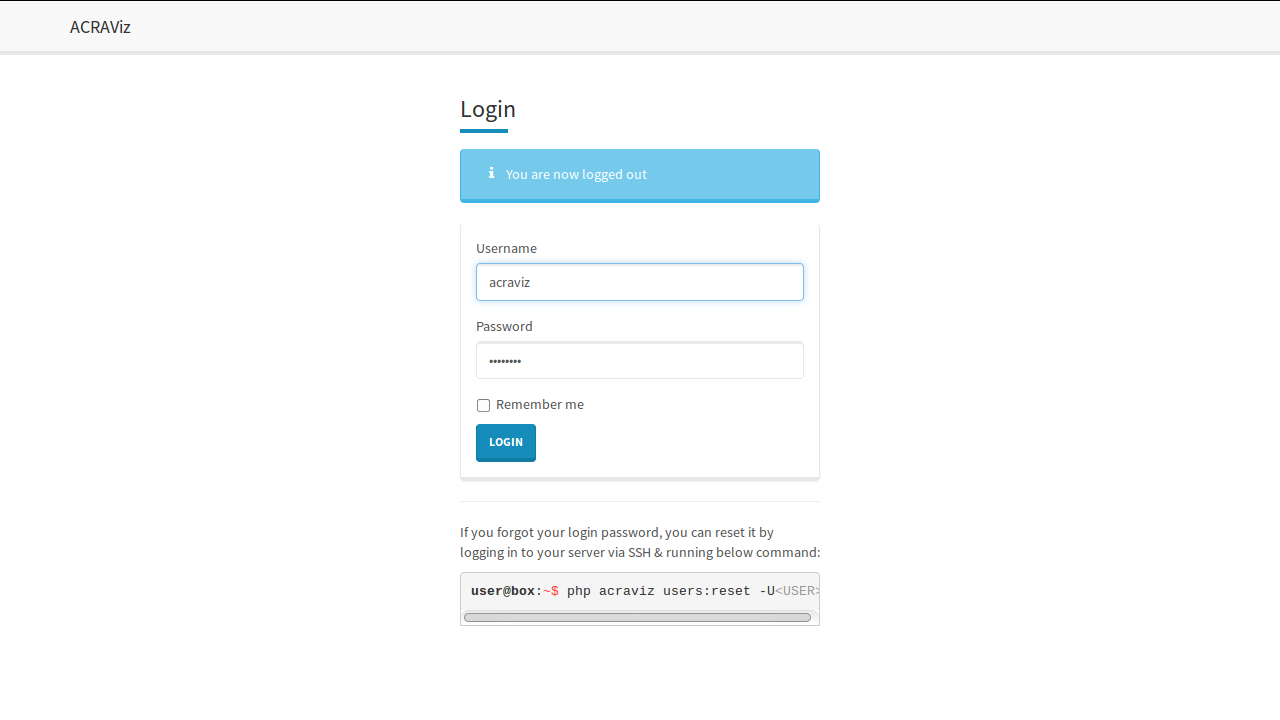 ACRAViz
Login
You are now logged out
Username
acraviz
Password
••••••••
Remember me
LOGIN
If you forgot your login password, you can reset it by
logging in to your server via SSH & running below command:
user@box:~$ php acraviz users:reset -U<USER>